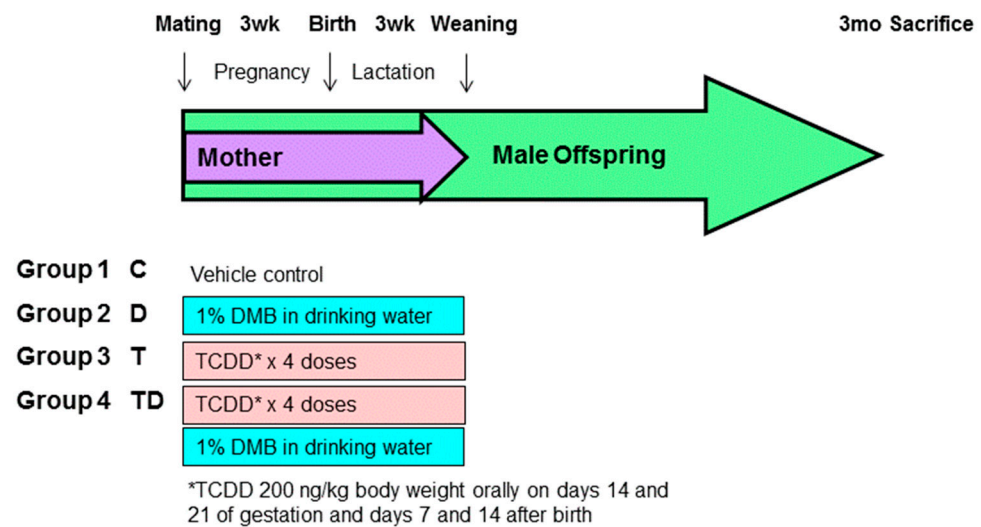 Mating 3wk Birth 3wk Weaning 3mo Sacrifice
Pregnancy Lactation
Mother Male Offspring
Group 1 C Vehicle control
Group 2 D 1% DMB in drinking water
Group 3 T TCDD* x 4 doses
Group 4 TD TCDD* x 4 doses
1% DMB in drinking water
*TCDD 200 ng/kg body weight orally on days 14 and
21 of gestation and days 7 and 14 after birth